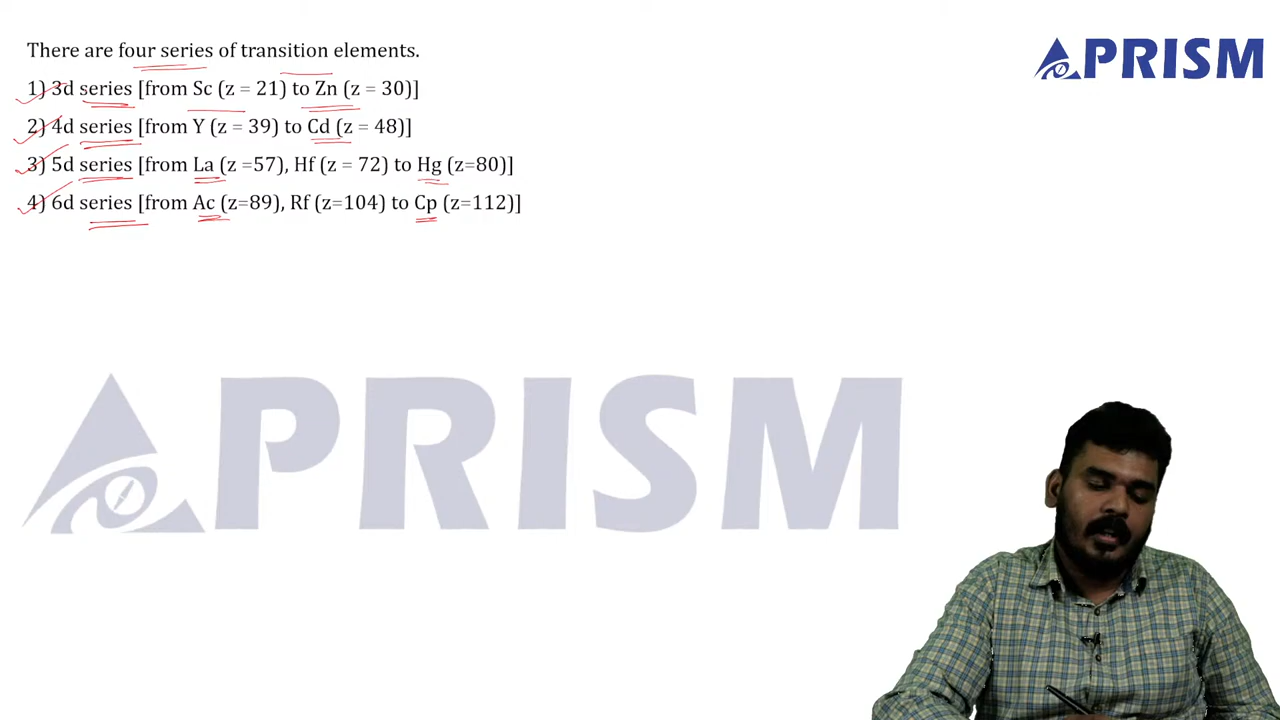 There are four series of transition elements.
PRISM
1) 3d series [from Sc (z = 21) to Zn (z = 30)]
2) 4d series [from Y (z = 39) to Cd (z = 48)]
3) 5d series [from La (z =57), Hf (z = 72) to Hg (z=80)]
4) 6d series [from Ac (z=89), Rf (z=104) to Cp (z=112)]
PRISM